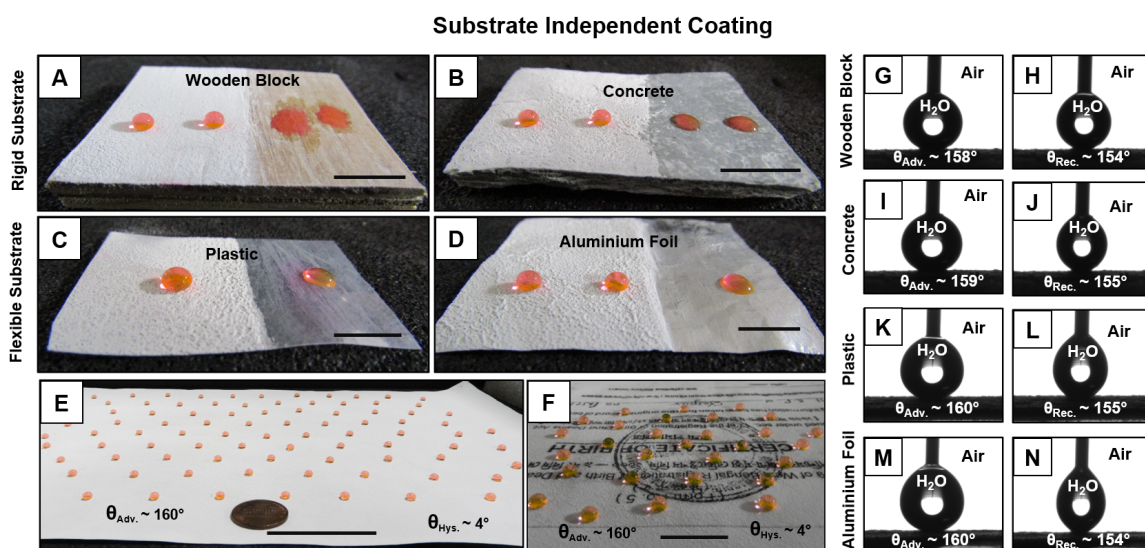 Substrate Independent Coating
Rigid Substrate
A
Wooden Block
B
Concrete
Flexible Substrate
C
Plastic
D
Aluminium Foil
E
θAdv. ~ 160°
θHys. ~ 4°
F
CERTIFICATE OF BIRTH
θAdv. ~ 160°
θHys. ~ 4°
Wooden Block
G
Air
H₂O
θAdv. ~ 158°
H
Air
H₂O
θRec. ~ 154°
Concrete
I
Air
H₂O
θAdv. ~ 159°
J
Air
H₂O
θRec. ~ 155°
Plastic
K
Air
H₂O
θAdv. ~ 160°
L
Air
H₂O
θRec. ~ 155°
Aluminium Foil
M
Air
H₂O
θAdv. ~ 160°
N
Air
H₂O
θRec. ~ 154°